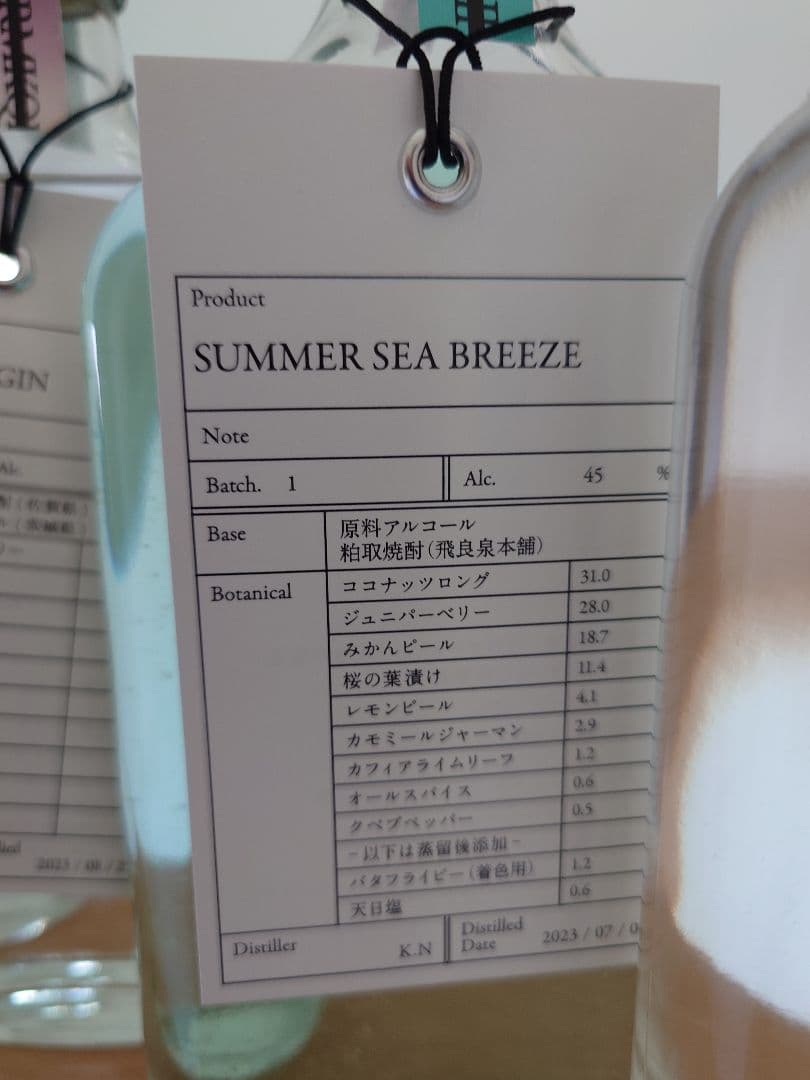 Product
SUMMER SEA BREEZE
Note
Batch. 1
Alc. 45 %
Base
原料アルコール
粕取焼酎(飛良泉本舗)
Botanical
ココナッツロング 31.0
ジュニパーベリー 28.0
みかんピール 18.7
桜の葉漬け 11.4
レモンピール 4.1
カモミールジャーマン 2.9
カフィアライムリーフ 1.2
オールスパイス 0.6
クベブペッパー 0.5
-以下は蒸留後添加-
バタフライピー(着色用) 1.2
天日塩 0.6
Distiller K.N
Distilled Date 2023 / 07 / 0
GIN
Alc.